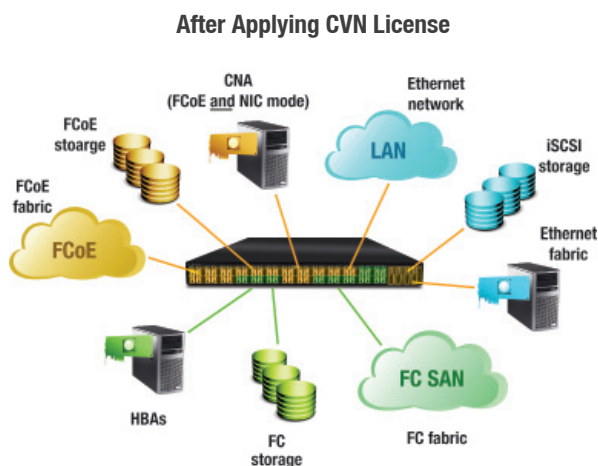 After Applying CVN License
CNA
(FCoE and NIC mode)
Ethernet
network
FCoE
stoarge
LAN
iSCSI
storage
FCoE
fabric
FCoE
Ethernet
fabric
HBAs
FC
storage
FC SAN
FC fabric